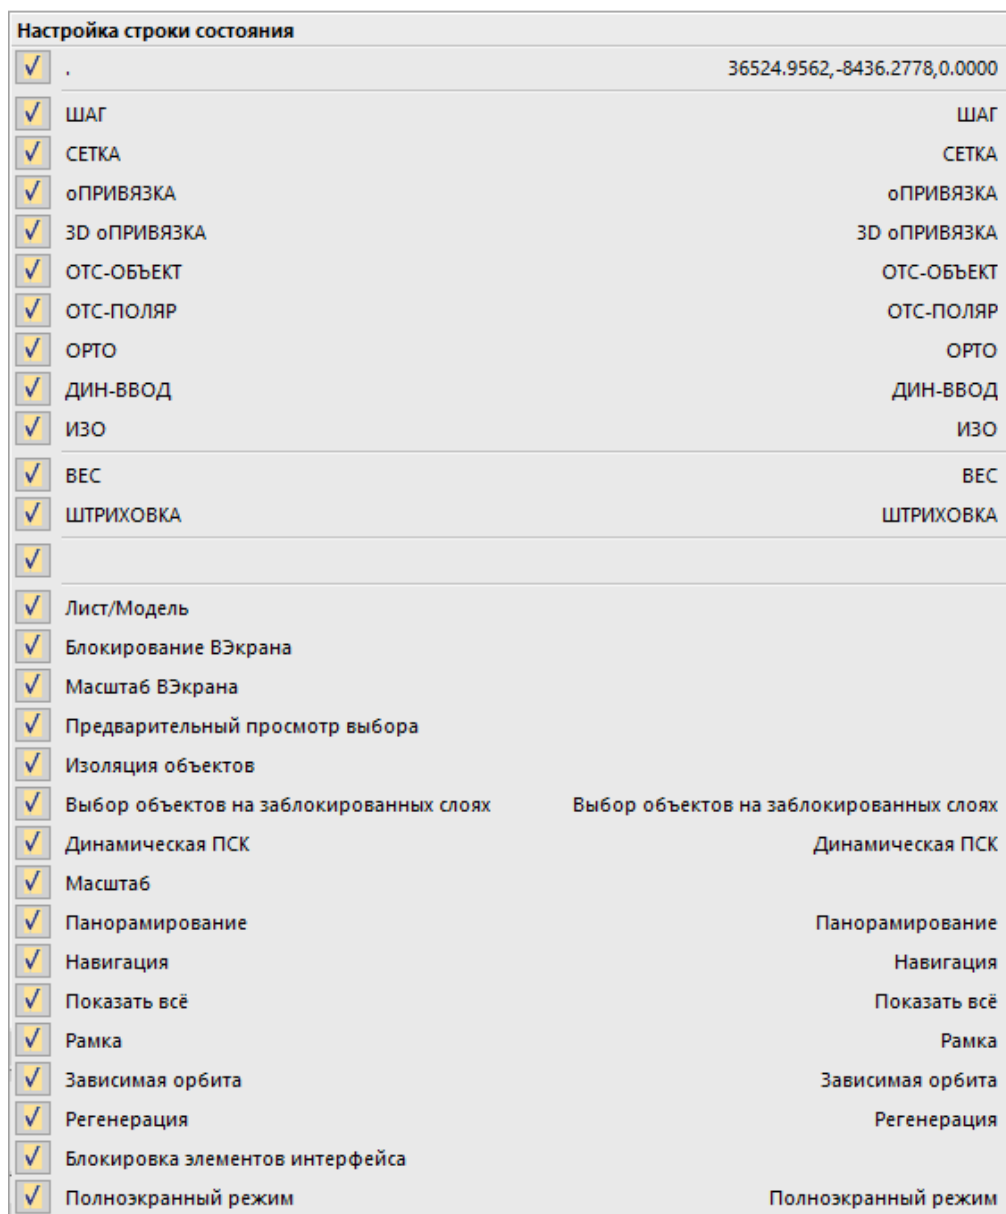 Настройка строки состояния
. 36524.9562,-8436.2778,0.0000
ШАГ ШАГ
СЕТКА СЕТКА
оПРИВЯЗКА оПРИВЯЗКА
3D оПРИВЯЗКА 3D оПРИВЯЗКА
ОТС-ОБЪЕКТ ОТС-ОБЪЕКТ
ОТС-ПОЛЯР ОТС-ПОЛЯР
ОРТО ОРТО
ДИН-ВВОД ДИН-ВВОД
ИЗО ИЗО
ВЕС ВЕС
ШТРИХОВКА ШТРИХОВКА
Лист/Модель
Блокирование ВЭкрана
Масштаб ВЭкрана
Предварительный просмотр выбора
Изоляция объектов
Выбор объектов на заблокированных слоях Выбор объектов на заблокированных слоях
Динамическая ПСК Динамическая ПСК
Масштаб
Панорамирование Панорамирование
Навигация Навигация
Показать всё Показать всё
Рамка Рамка
Зависимая орбита Зависимая орбита
Регенерация Регенерация
Блокировка элементов интерфейса
Полноэкранный режим Полноэкранный режим